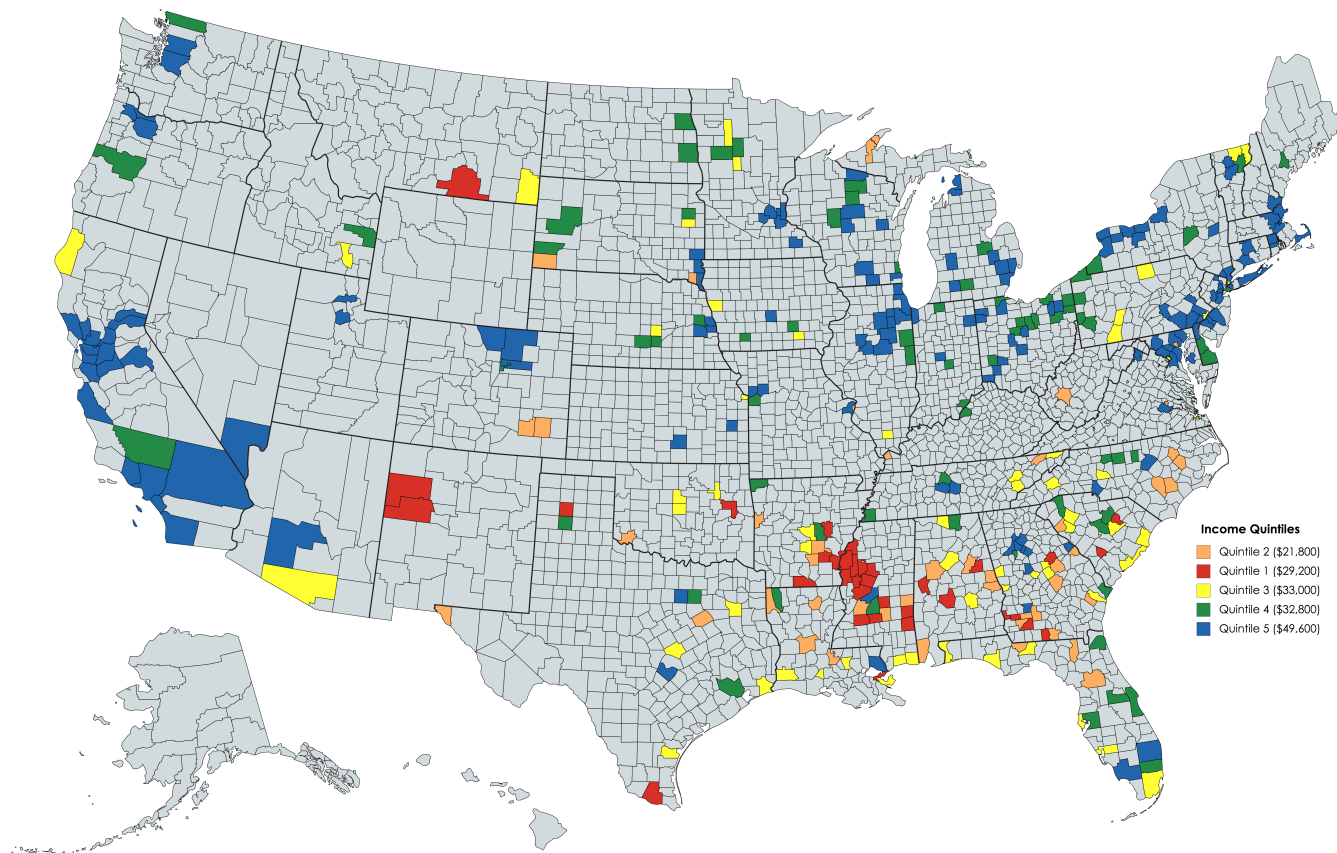 Income Quintiles
Quintile 2 ($21,800)
Quintile 1 ($29,200)
Quintile 3 ($33,000)
Quintile 4 ($32,800)
Quintile 5 ($49,600)